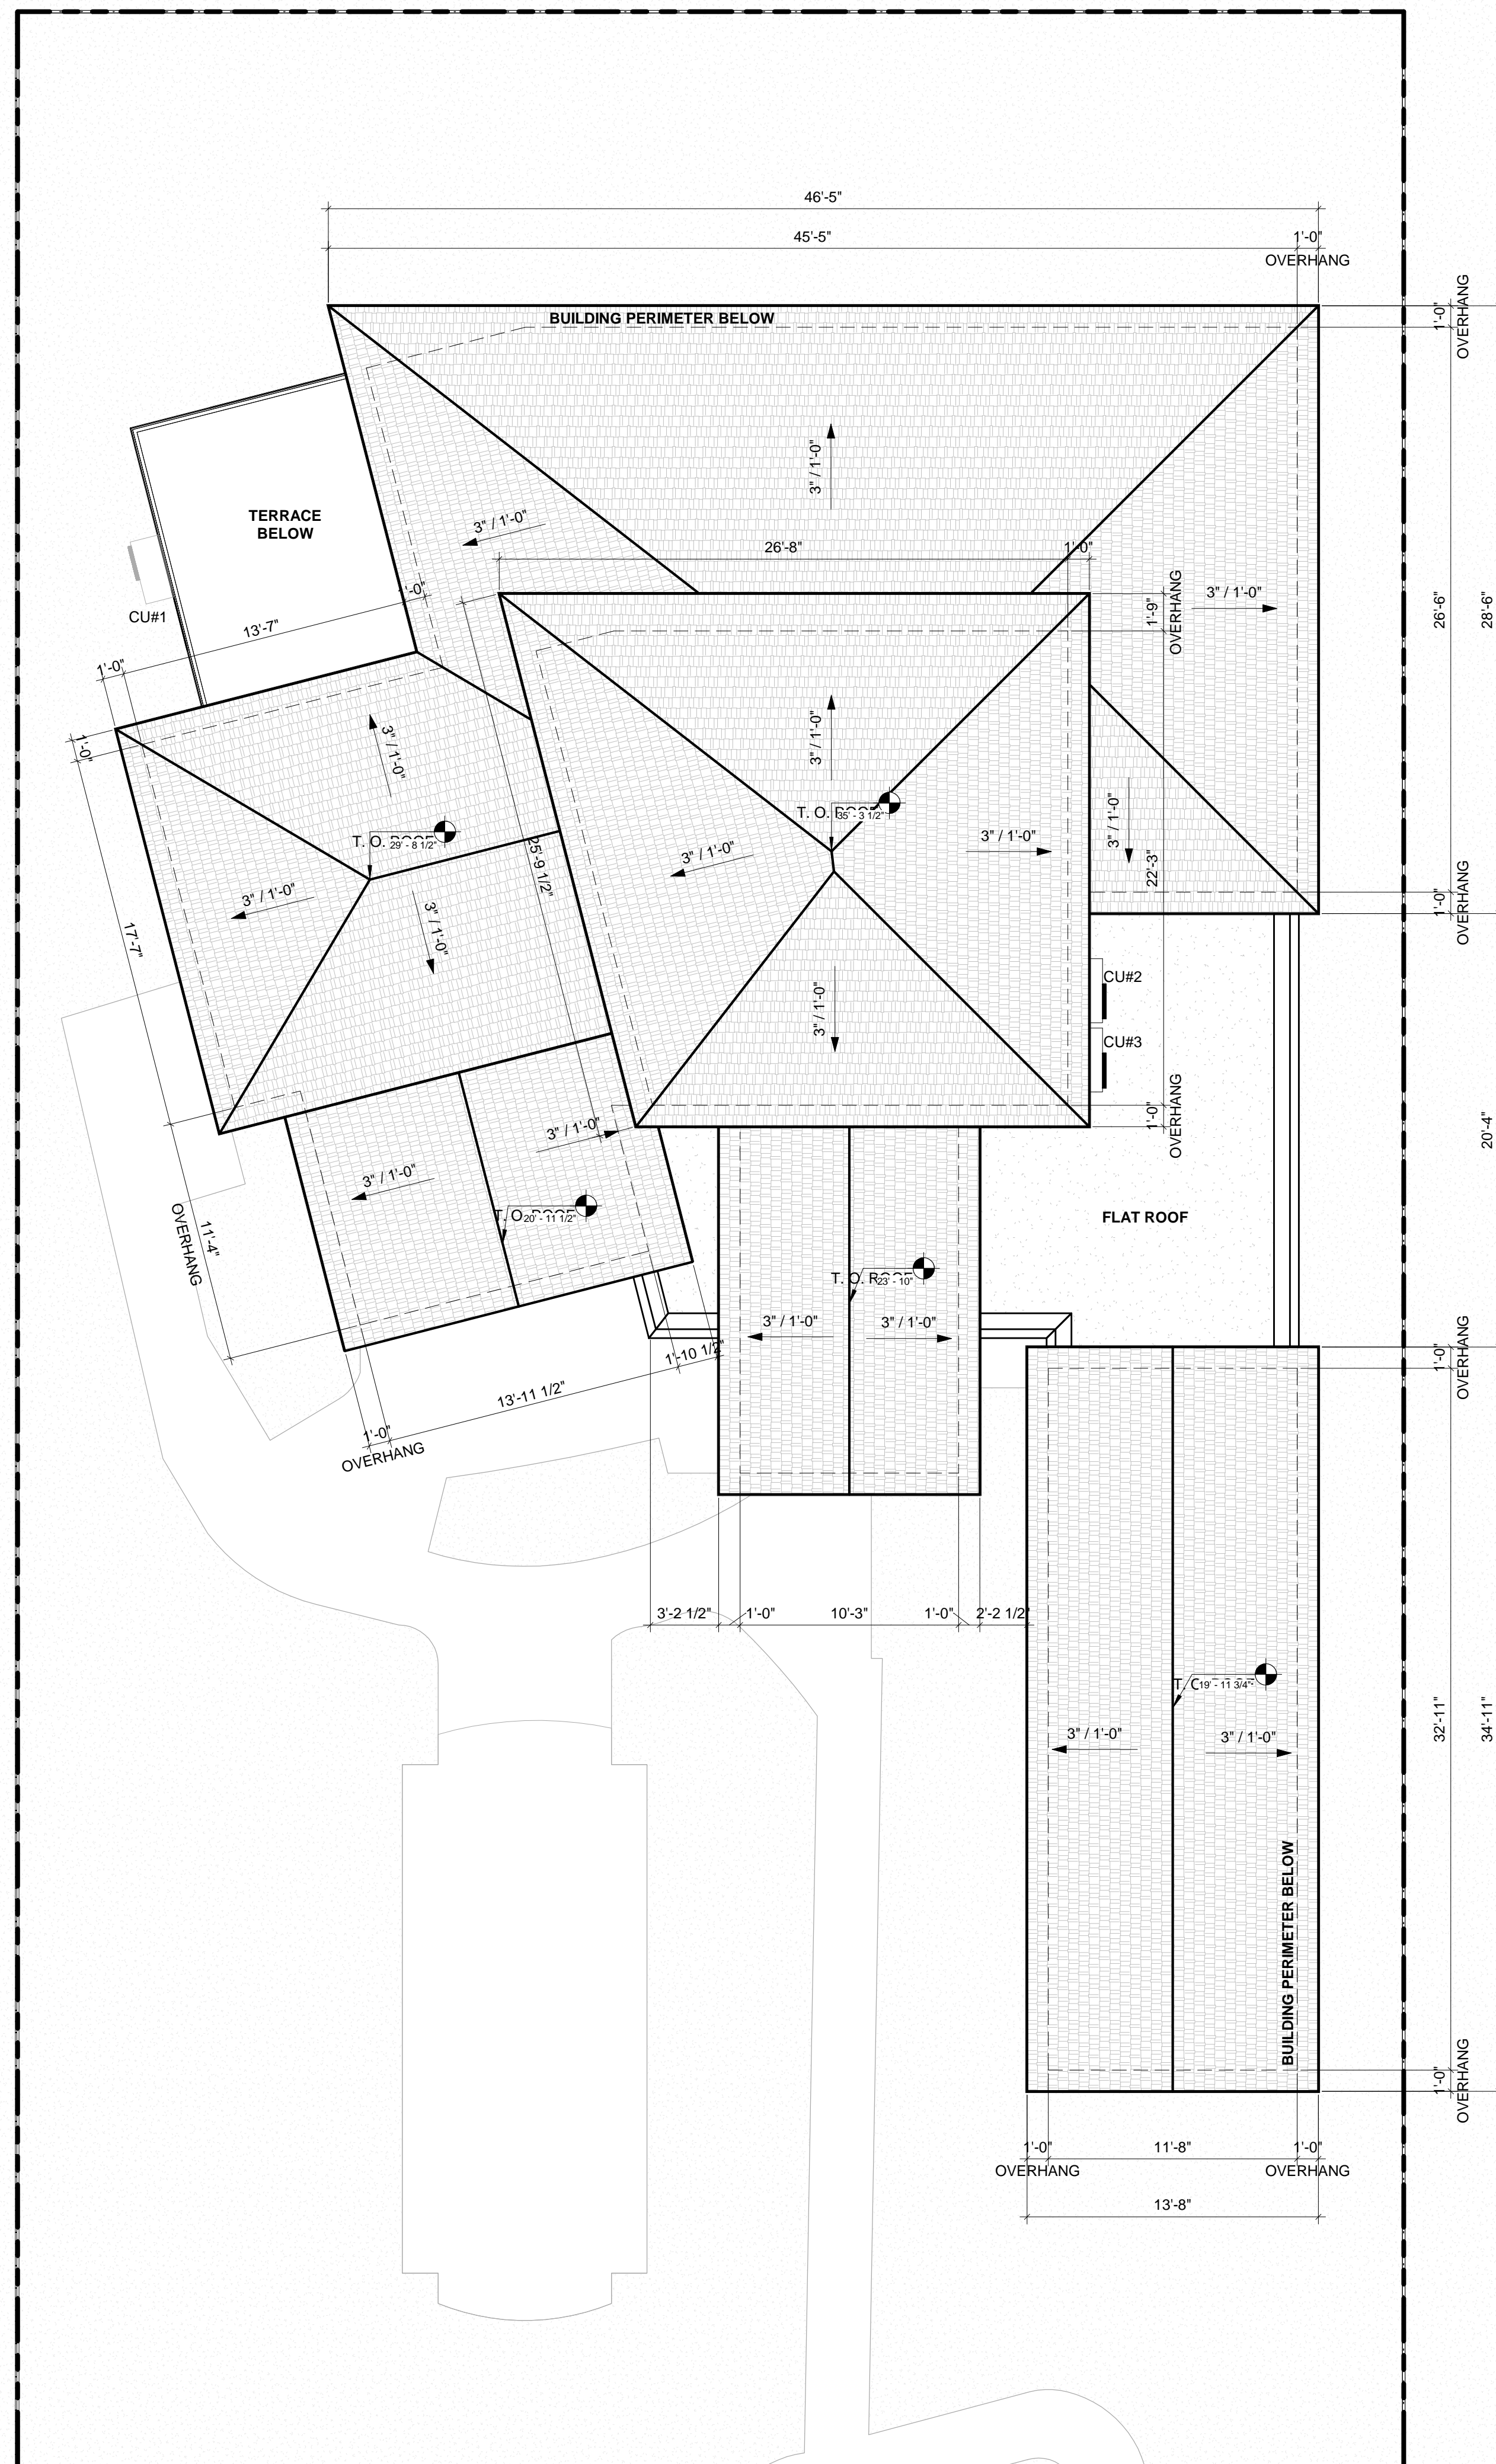 46'-5"
45'-5"
1'-0"
OVERHANG
BUILDING PERIMETER BELOW
1'-0"
OVERHANG
3" / 1'-0"
TERRACE
BELOW
3" / 1'-0"
26'-8"
1'-0"
1'-9"
OVERHANG
3" / 1'-0"
26'-6"
28'-6"
CU#1
13'-7"
1'-0"
1'-0"
1'-0"
3" / 1'-0"
3" / 1'-0"
T. O. ROOF
35' - 3 1/2"
T. O. ROOF
29' - 8 1/2"
25'-9 1/2"
3" / 1'-0"
3" / 1'-0"
3" / 1'-0"
22'-3"
3" / 1'-0"
3" / 1'-0"
17'-7"
1'-0"
OVERHANG
CU#2
3" / 1'-0"
CU#3
3" / 1'-0"
1'-0"
OVERHANG
20'-4"
3" / 1'-0"
11'-4"
OVERHANG
T. O. ROOF
20' - 11 1/2"
FLAT ROOF
T. O. ROOF
23' - 10"
3" / 1'-0"
3" / 1'-0"
1'-10 1/2"
13'-11 1/2"
1'-0"
OVERHANG
1'-0"
OVERHANG
3'-2 1/2"
1'-0"
10'-3"
1'-0"
2'-2 1/2"
T. O
19' - 11 3/4"
3" / 1'-0"
3" / 1'-0"
32'-11"
34'-11"
BUILDING PERIMETER BELOW
1'-0"
OVERHANG
1'-0"
OVERHANG
11'-8"
1'-0"
OVERHANG
13'-8"